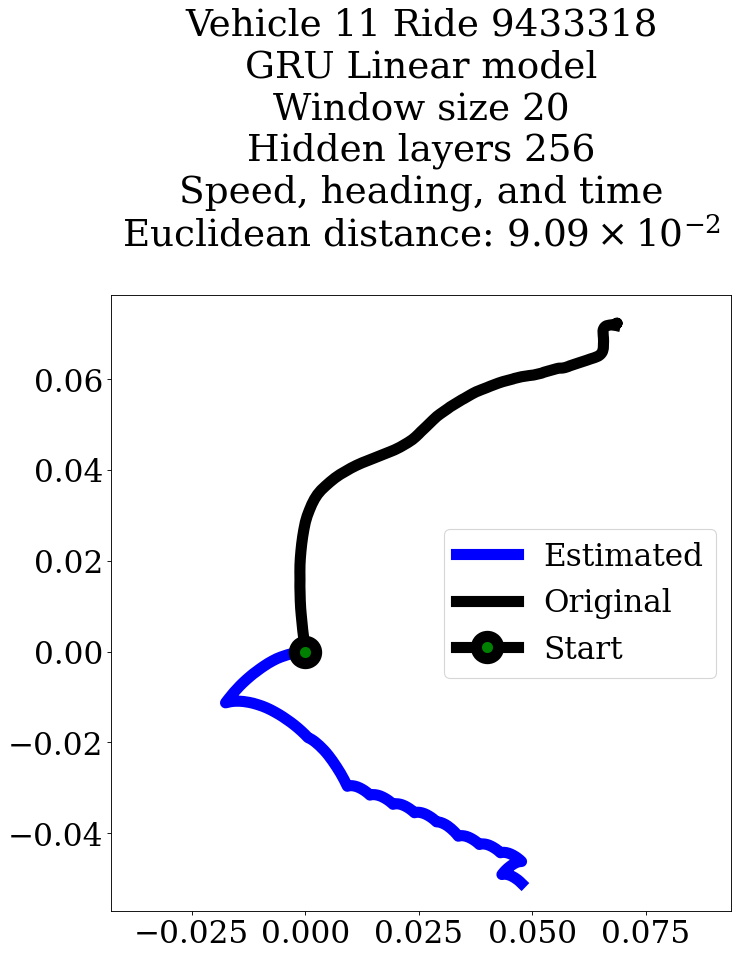 Vehicle 11 Ride 9433318
GRU Linear model
Window size 20
Hidden layers 256
Speed, heading, and time
Euclidean distance: 9.09 × 10⁻²
0.06
0.04
0.02
0.00
−0.02
−0.04
Estimated
Original
Start
−0.025 0.000 0.025 0.050 0.075